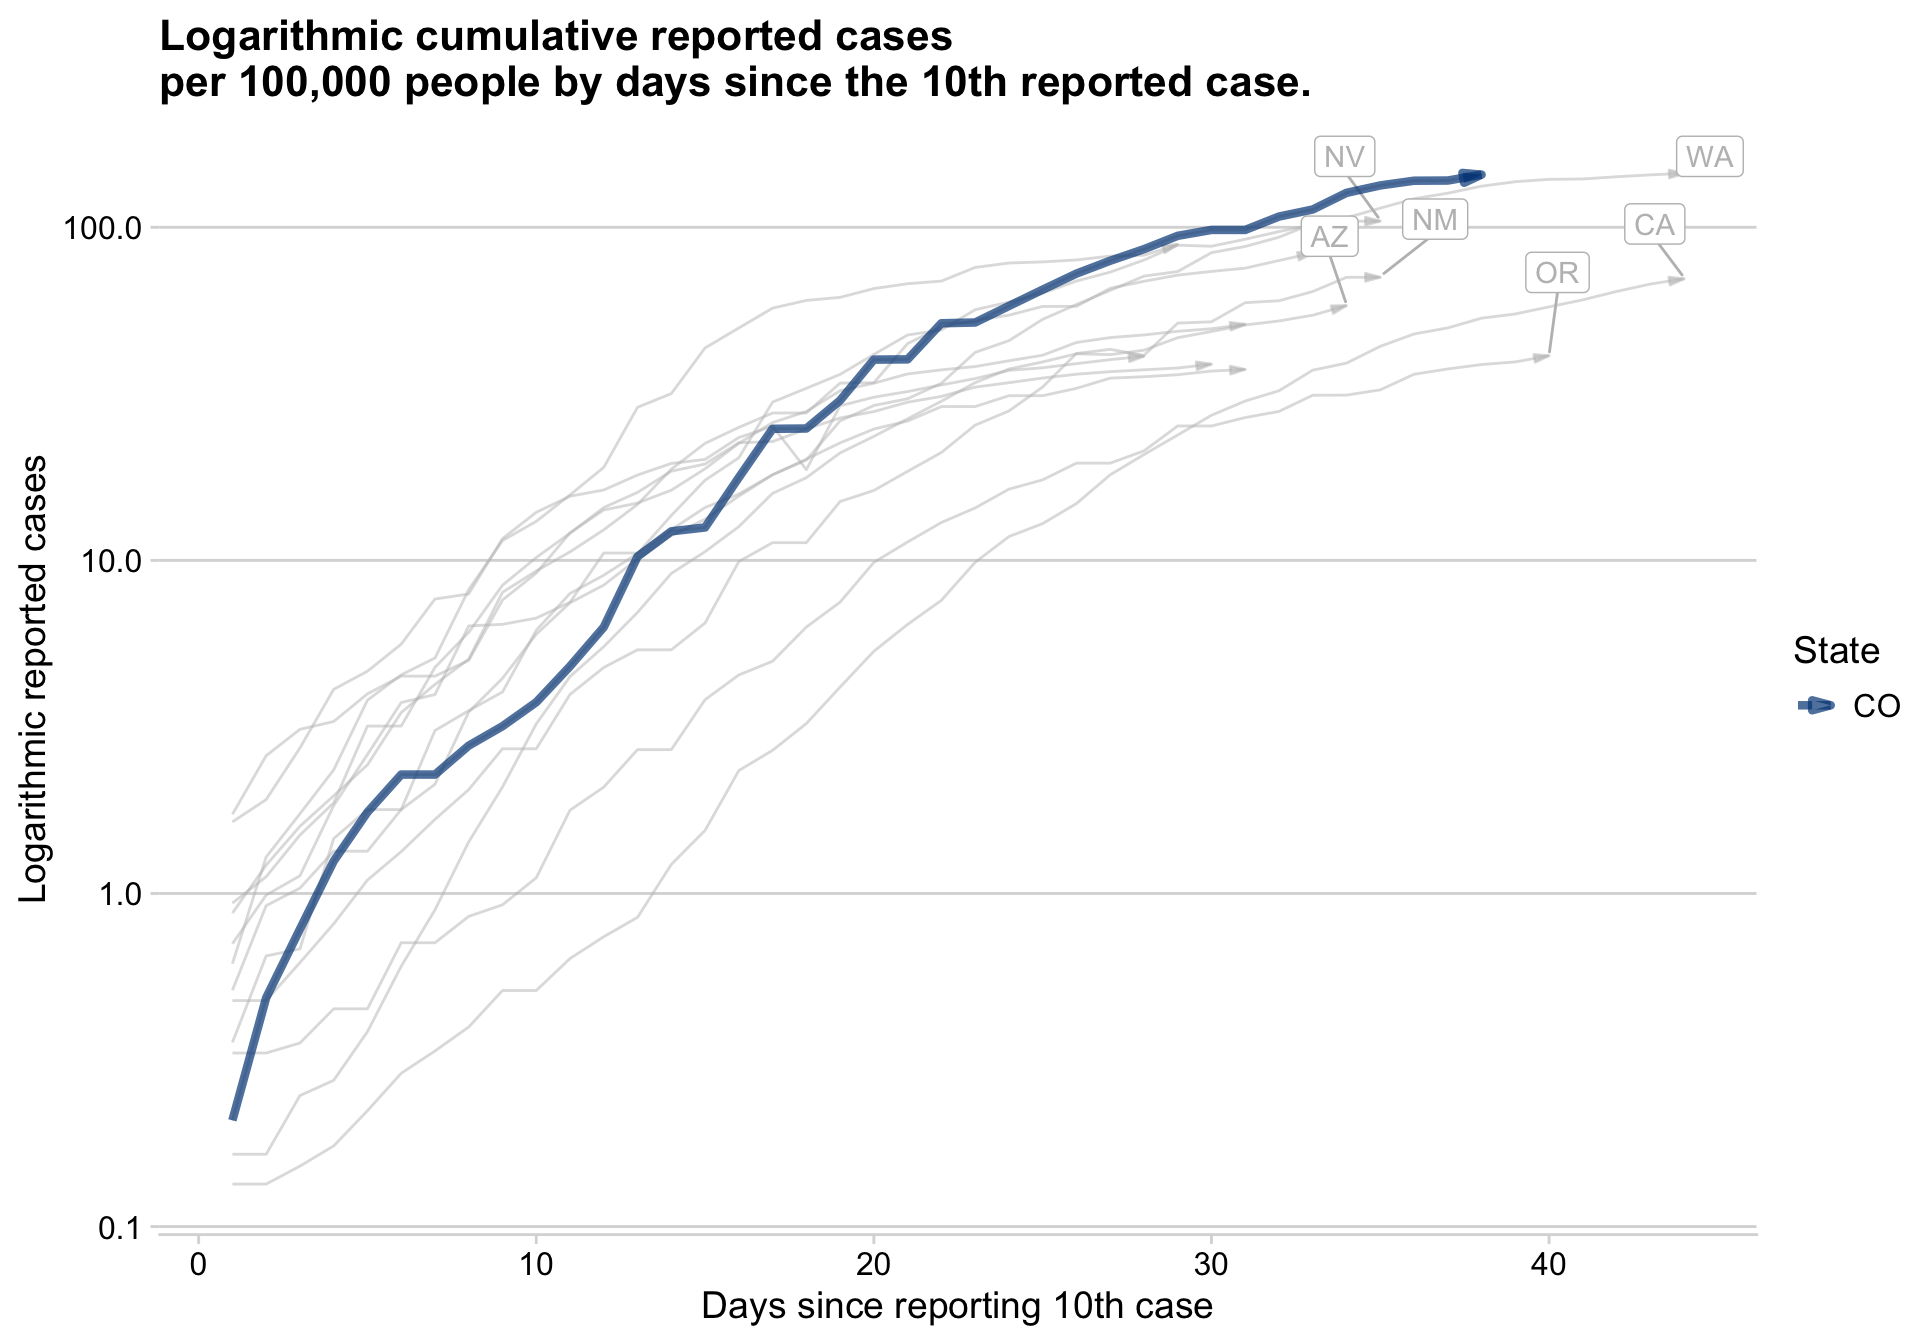 Logarithmic cumulative reported cases
per 100,000 people by days since the 10th reported case.
NV
WA
NM
CA
AZ
OR
100.0
10.0
1.0
0.1
Logarithmic reported cases
State
CO
0
10
20
30
40
Days since reporting 10th case